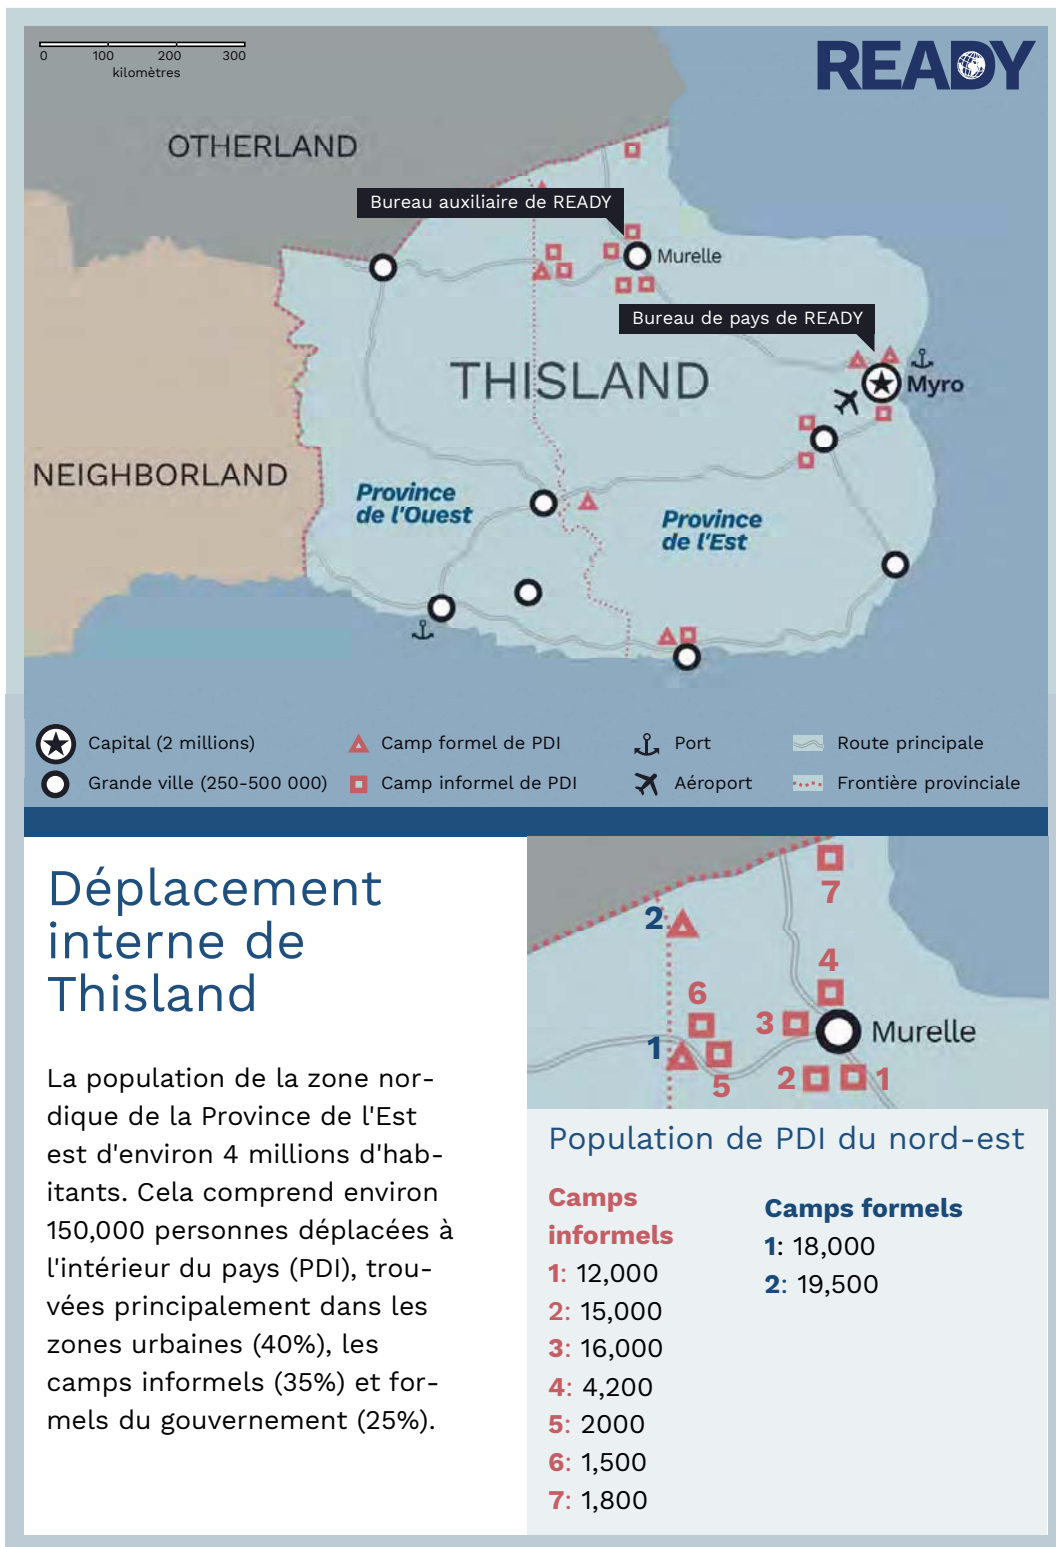 0 100 200 300
kilomètres
READY
OTHERLAND
Bureau auxiliaire de READY
Murelle
Bureau de pays de READY
THISLAND
Myro
NEIGHBORLAND
Province
de l'Ouest
Province
de l'Est
Capital (2 millions)
Camp formel de PDI
Port
Route principale
Grande ville (250-500 000)
Camp informel de PDI
Aéroport
Frontière provinciale
Déplacement
interne de
Thisland
La population de la zone nor-
dique de la Province de l'Est
est d'environ 4 millions d'hab-
itants. Cela comprend environ
150,000 personnes déplacées à
l'intérieur du pays (PDI), trou-
vées principalement dans les
zones urbaines (40%), les
camps informels (35%) et for-
mels du gouvernement (25%).
7
2
4
6
3
Murelle
1
5
2
1
Population de PDI du nord-est
Camps
informels
1: 12,000
2: 15,000
3: 16,000
4: 4,200
5: 2000
6: 1,500
7: 1,800
Camps formels
1: 18,000
2: 19,500